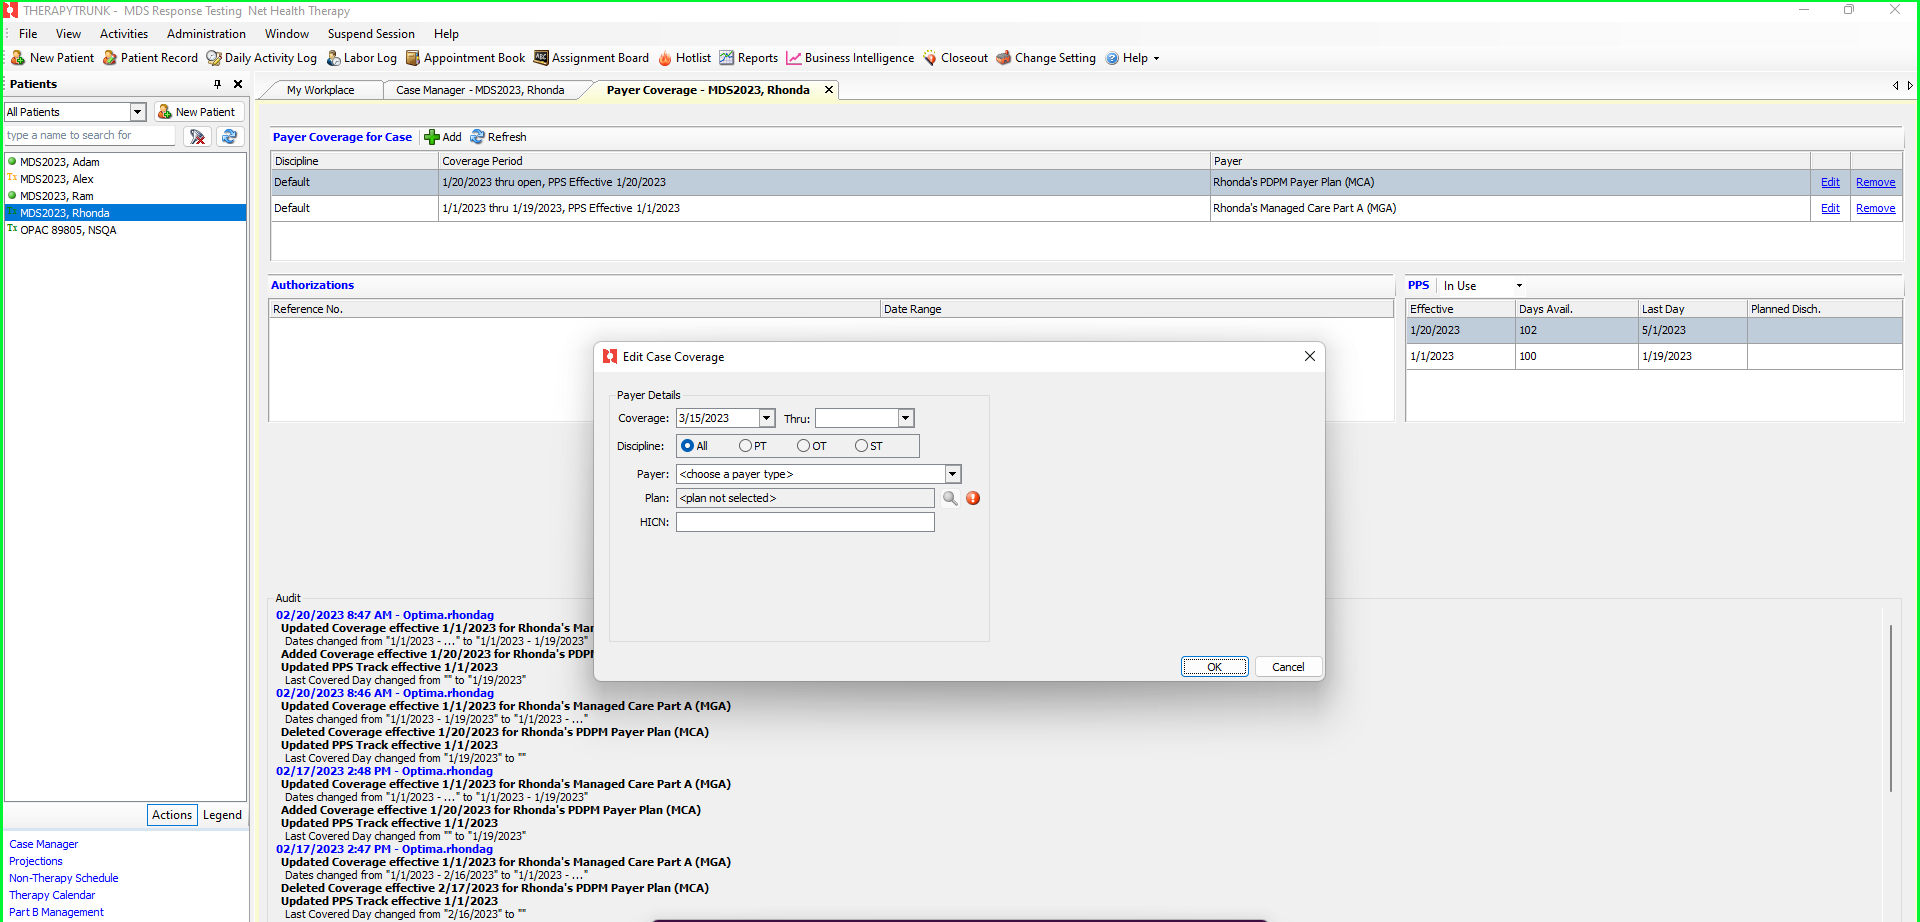 THERAPYTRUNK - MDS Response Testing Net Health Therapy
File View Activities Administration Window Suspend Session Help
New Patient Patient Record Daily Activity Log Labor Log Appointment Book Assignment Board Hotlist Reports Business Intelligence Closeout Change Setting Help
Patients
My Workplace Case Manager - MDS2023, Rhonda Payer Coverage - MDS2023, Rhonda
All Patients New Patient
type a name to search for
MDS2023, Adam
Tx MDS2023, Alex
MDS2023, Ram
MDS2023, Rhonda
Tx OPAC 89805, NSQA
Actions Legend
Case Manager
Projections
Non-Therapy Schedule
Therapy Calendar
Part B Management
Payer Coverage for Case Add Refresh
Discipline Coverage Period Payer
Default 1/20/2023 thru open, PPS Effective 1/20/2023 Rhonda's PDPM Payer Plan (MCA) Edit Remove
Default 1/1/2023 thru 1/19/2023, PPS Effective 1/1/2023 Rhonda's Managed Care Part A (MGA) Edit Remove
Authorizations
Reference No. Date Range
PPS In Use
Effective Days Avail. Last Day Planned Disch.
1/20/2023 102 5/1/2023
1/1/2023 100 1/19/2023
Edit Case Coverage
Payer Details
Coverage: 3/15/2023 Thru:
Discipline: All PT OT ST
Payer: <choose a payer type>
Plan: <plan not selected>
HICN:
OK Cancel
Audit
02/20/2023 8:47 AM - Optima.rhondag
Updated Coverage effective 1/1/2023 for Rhonda's
Dates changed from "1/1/2023 - ..." to "1/1/2023 - 1/19/2023"
Added Coverage effective 1/20/2023 for Rhonda's
Updated PPS Track effective 1/1/2023
Last Covered Day changed from "" to "1/19/2023"
02/20/2023 8:46 AM - Optima.rhondag
Updated Coverage effective 1/1/2023 for Rhonda's Managed Care Part A (MGA)
Dates changed from "1/1/2023 - 1/19/2023" to "1/1/2023 - ..."
Deleted Coverage effective 1/20/2023 for Rhonda's PDPM Payer Plan (MCA)
Updated PPS Track effective 1/1/2023
Last Covered Day changed from "1/19/2023" to ""
02/17/2023 2:48 PM - Optima.rhondag
Updated Coverage effective 1/1/2023 for Rhonda's Managed Care Part A (MGA)
Dates changed from "1/1/2023 - ..." to "1/1/2023 - 1/19/2023"
Added Coverage effective 1/20/2023 for Rhonda's PDPM Payer Plan (MCA)
Updated PPS Track effective 1/1/2023
Last Covered Day changed from "" to "1/19/2023"
02/17/2023 2:47 PM - Optima.rhondag
Updated Coverage effective 1/1/2023 for Rhonda's Managed Care Part A (MGA)
Dates changed from "1/1/2023 - 2/16/2023" to "1/1/2023 - ..."
Deleted Coverage effective 2/17/2023 for Rhonda's PDPM Payer Plan (MCA)
Updated PPS Track effective 1/1/2023
Last Covered Day changed from "2/16/2023" to ""